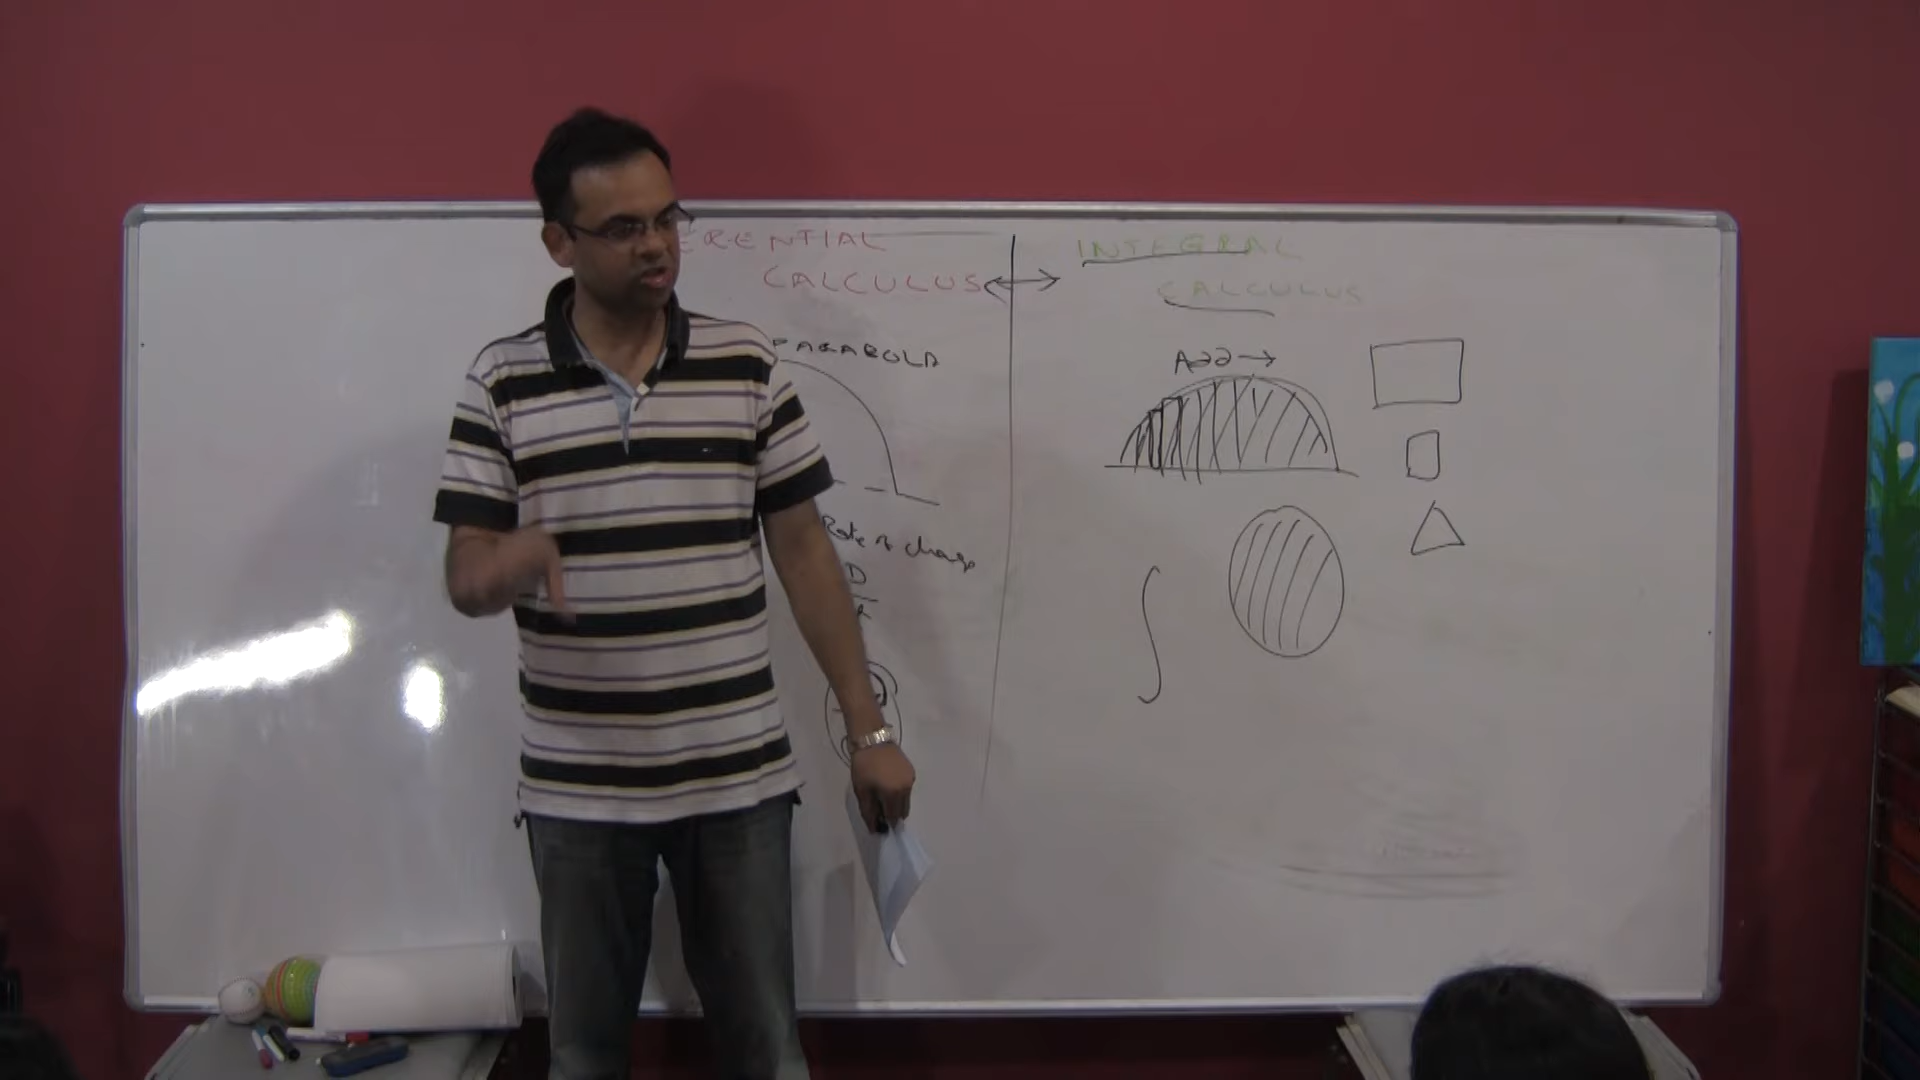 ERENTIAL
CALCULUS
PARABOLA
Rate of change
D
INTEGRAL
CALCULUS
Add →
∫